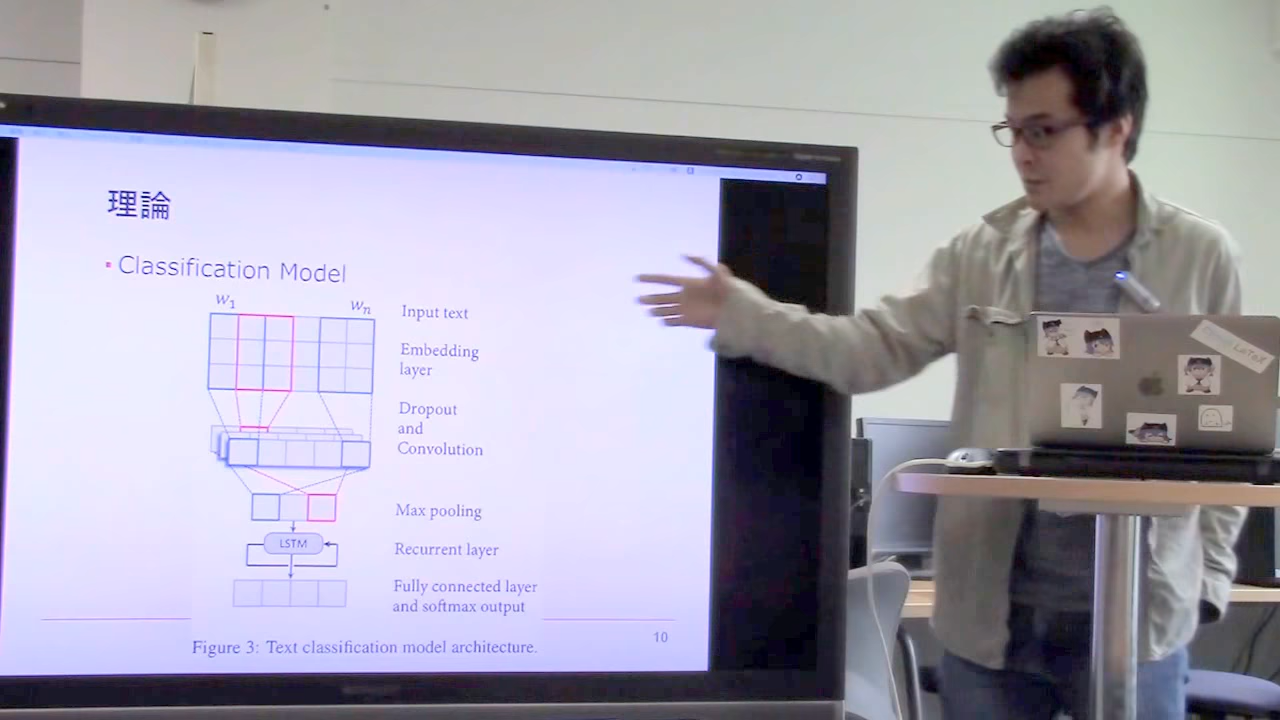 理論
Classification Model
w1 wn
Input text
Embedding
layer
Dropout
and
Convolution
Max pooling
LSTM
Recurrent layer
Fully connected layer
and softmax output
Figure 3: Text classification model architecture.
10
LaTeX